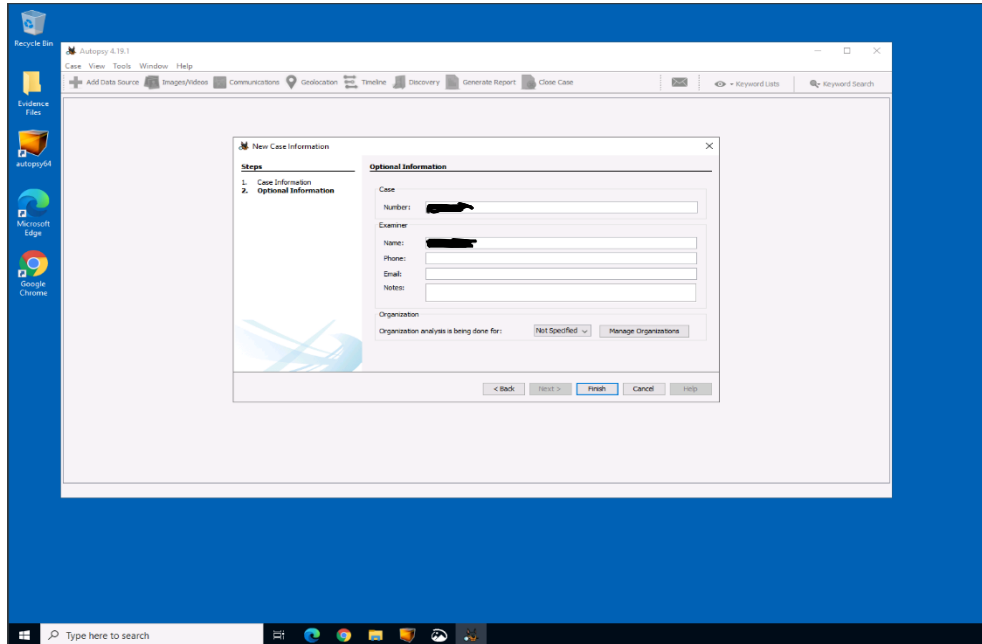 Recycle Bin
Evidence
Files
autopsy64
Microsoft
Edge
Google
Chrome
Autopsy 4.19.1
Case View Tools Window Help
Add Data Source Images/Videos Communications Geolocation Timeline Discovery Generate Report Close Case Keyword Lists Keyword Search
New Case Information
Steps
1. Case Information
2. Optional Information
Optional Information
Case
Number:
Examiner
Name:
Phone:
Email:
Notes:
Organization
Organization analysis is being done for: Not Specified Manage Organizations
< Back Next > Finish Cancel Help
Type here to search